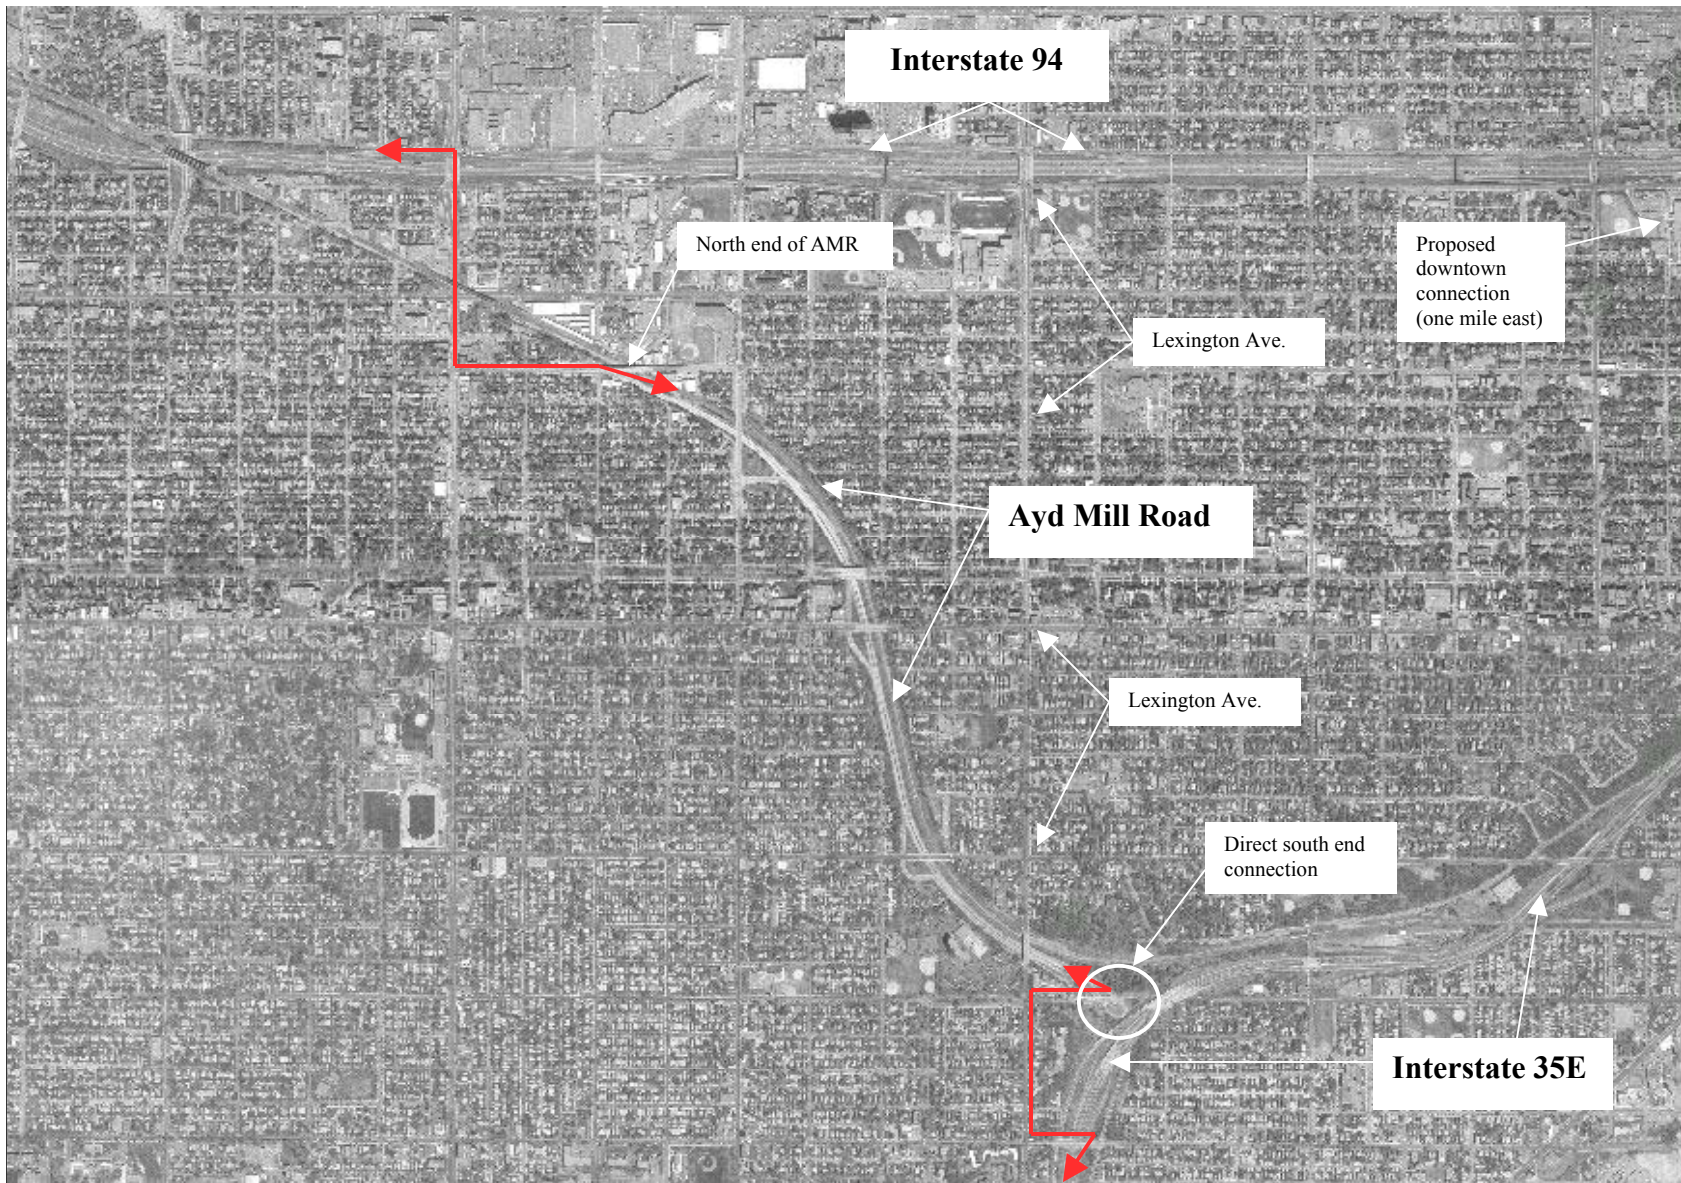 Interstate 94
North end of AMR
Proposed
downtown
connection
(one mile east)
Lexington Ave.
Ayd Mill Road
Lexington Ave.
Direct south end
connection
Interstate 35E